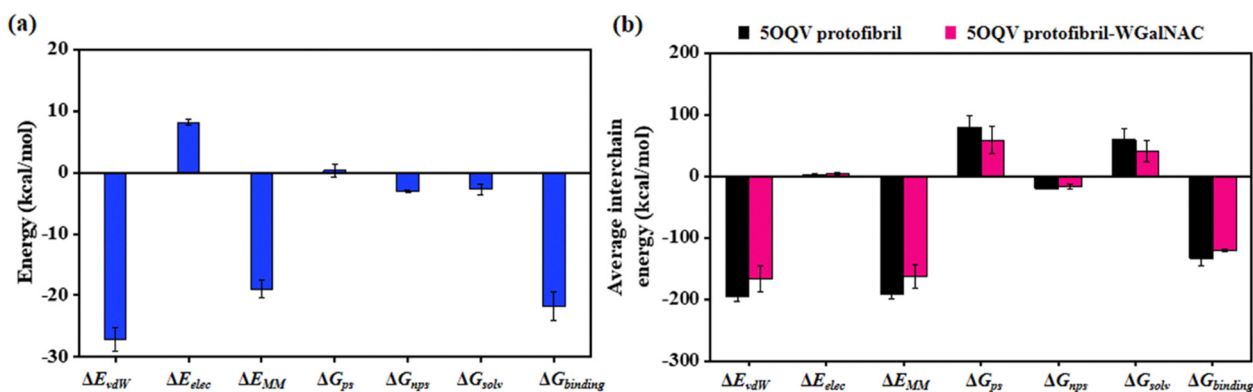 (a)
Energy (kcal/mol)
20
10
0
-10
-20
-30
ΔEvdW ΔEelec ΔEMM ΔGps ΔGnps ΔGsolv ΔGbinding
(b)
5OQV protofibril 5OQV protofibril-WGalNAC
Average interchain
energy (kcal/mol)
200
100
0
-100
-200
-300
ΔEvdW ΔEelec ΔEMM ΔGps ΔGnps ΔGsolv ΔGbinding